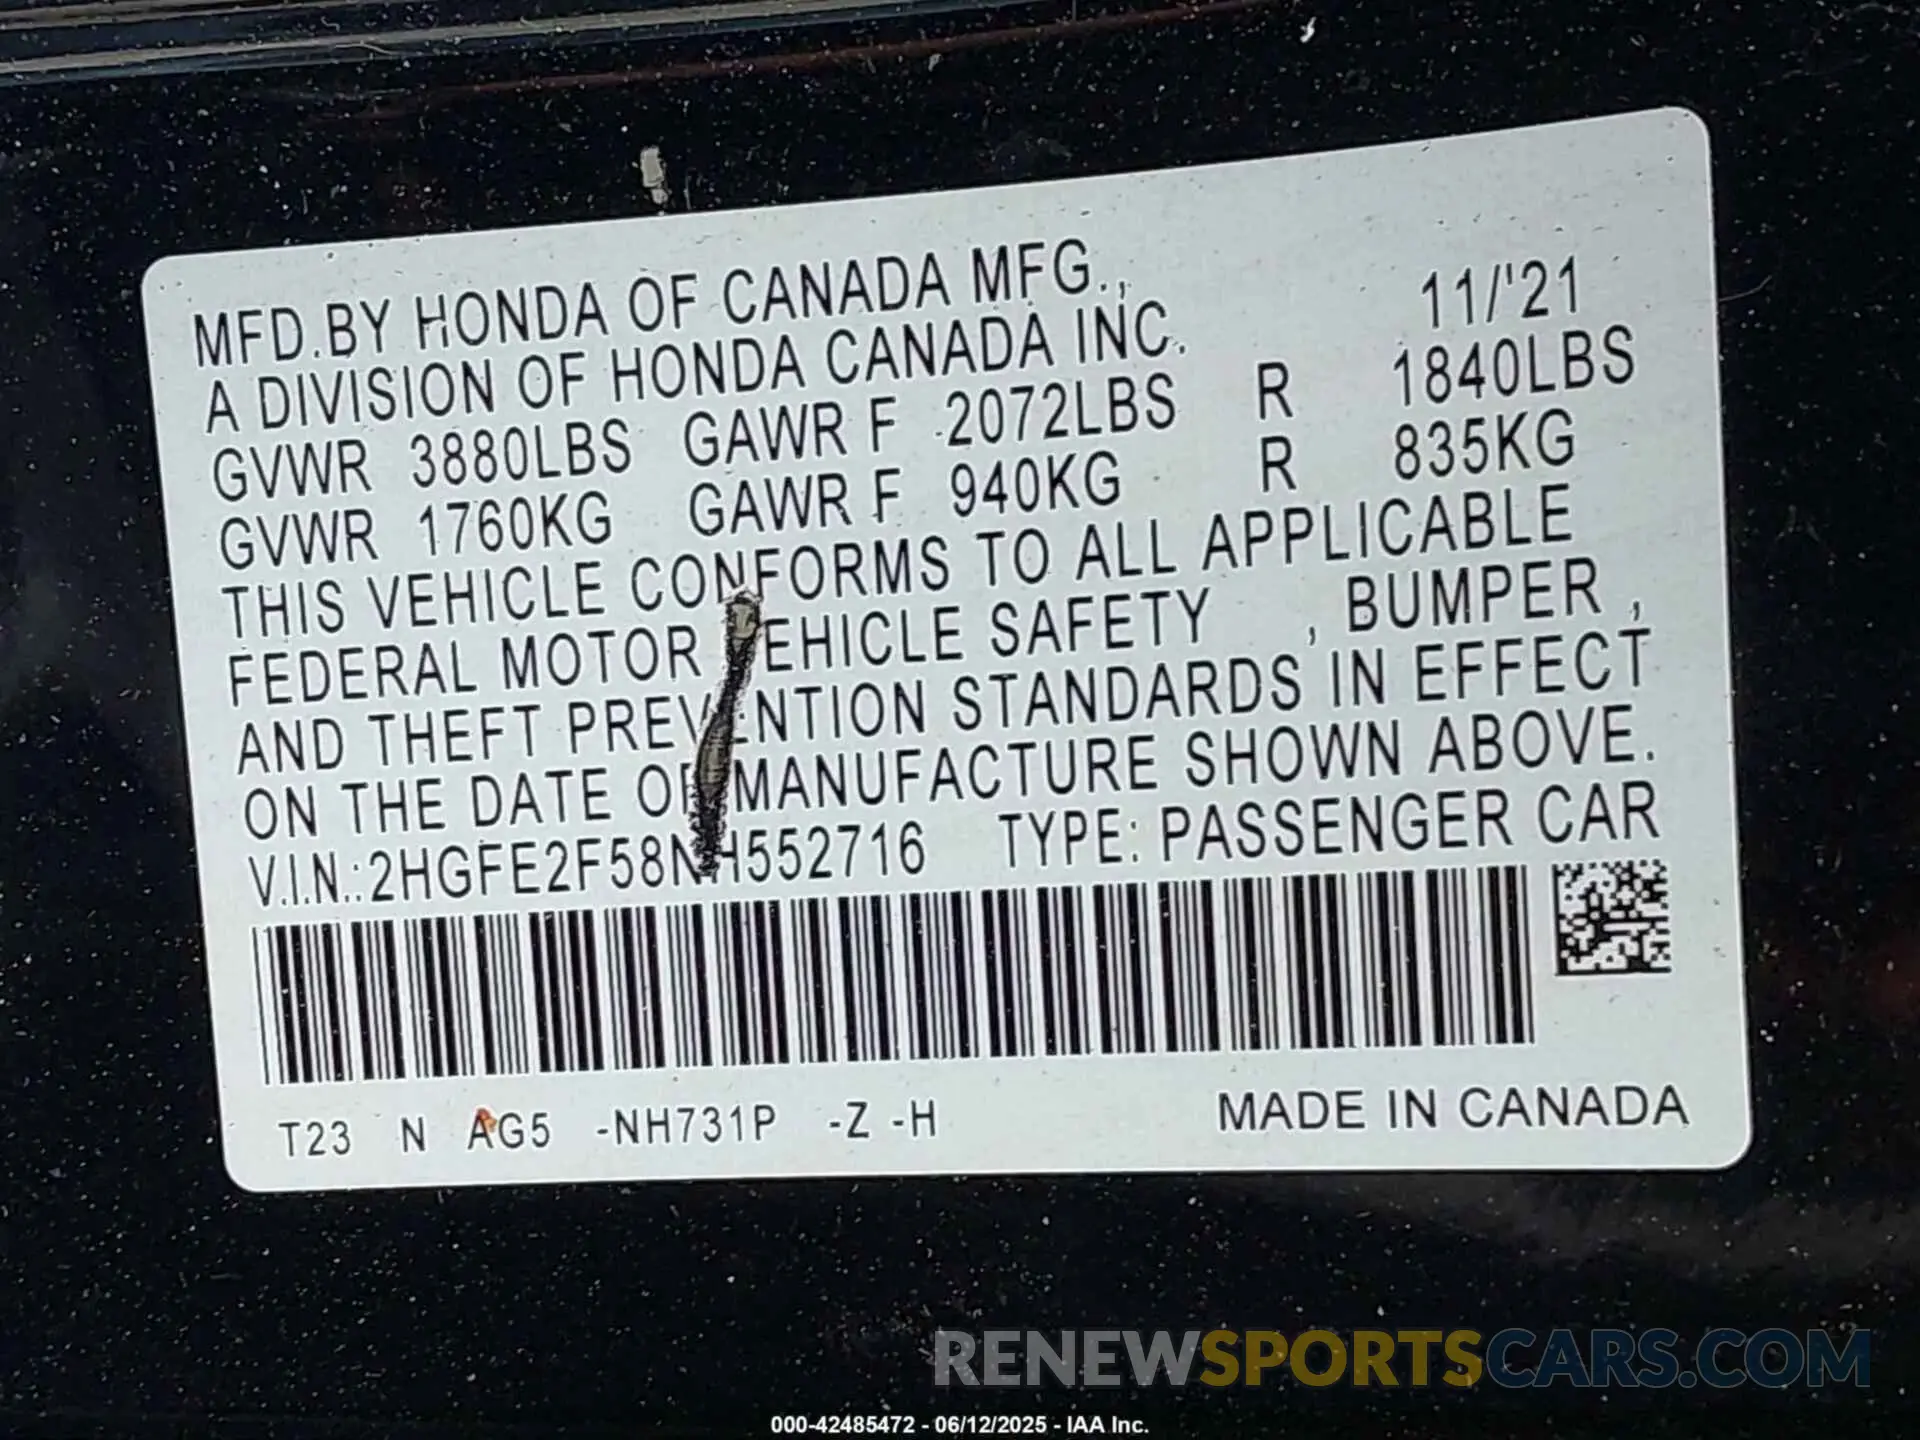 MFD.BY HONDA OF CANADA MFG., 11/'21
A DIVISION OF HONDA CANADA INC.
GVWR 3880LBS GAWR F 2072LBS R 1840LBS
GVWR 1760KG GAWR F 940KG R 835KG
THIS VEHICLE CONFORMS TO ALL APPLICABLE
FEDERAL MOTOR VEHICLE SAFETY , BUMPER ,
AND THEFT PREVENTION STANDARDS IN EFFECT
ON THE DATE OF MANUFACTURE SHOWN ABOVE.
V.I.N.:2HGFE2F58NH552716 TYPE: PASSENGER CAR
T23 N AG5 -NH731P -Z -H MADE IN CANADA
RENEWSPORTSCARS.COM
000-42485472 - 06/12/2025 - IAA Inc.